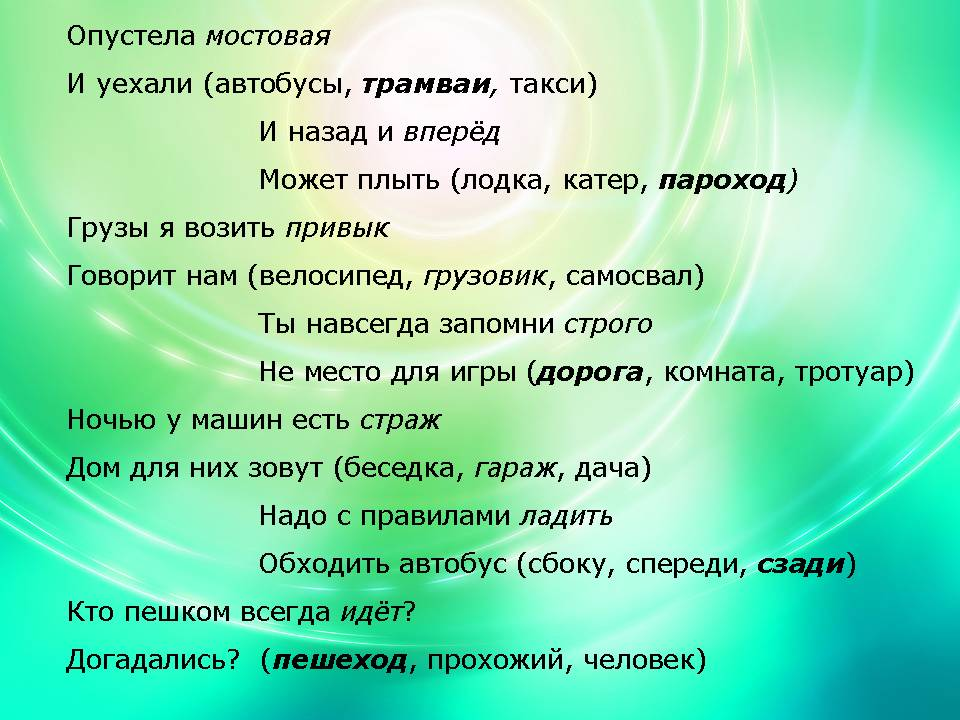 Опустела мостовая
И уехали (автобусы, трамваи, такси)
И назад и вперёд
Может плыть (лодка, катер, пароход)
Грузы я возить привык
Говорит нам (велосипед, грузовик, самосвал)
Ты навсегда запомни строго
Не место для игры (дорога, комната, тротуар)
Ночью у машин есть страж
Дом для них зовут (беседка, гараж, дача)
Надо с правилами ладить
Обходить автобус (сбоку, спереди, сзади)
Кто пешком всегда идёт?
Догадались? (пешеход, прохожий, человек)